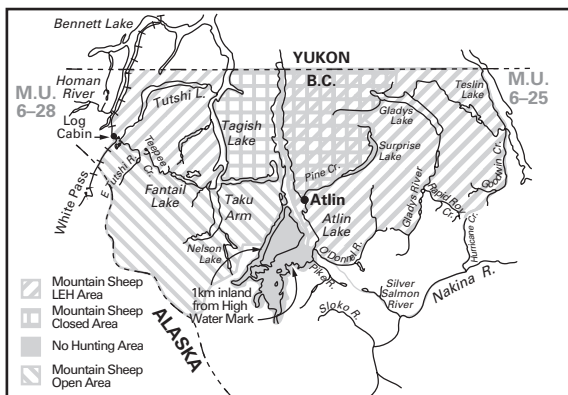 Bennett Lake
YUKON
B.C.
M.U.
6–28
Homan
River
Log
Cabin
White Pass
Tutshi L.
E Tutshi R.
Teepee
Cr.
Fantail
Lake
Tagish
Lake
Taku
Arm
Nelson
Lake
Pine Cr.
Atlin
Atlin
Lake
Gladys
Lake
Surprise
Lake
Teslin
Lake
M.U.
6–25
Gladys River
Goodwin Cr.
Rapid Roy
Cr.
Hurricane Cr.
O'Donnel R.
Pike R.
Silver
Salmon
River
Nakina R.
Sloko R.
1km inland
from High
Water Mark
ALASKA
Mountain Sheep
LEH Area
Mountain Sheep
Closed Area
No Hunting Area
Mountain Sheep
Open Area